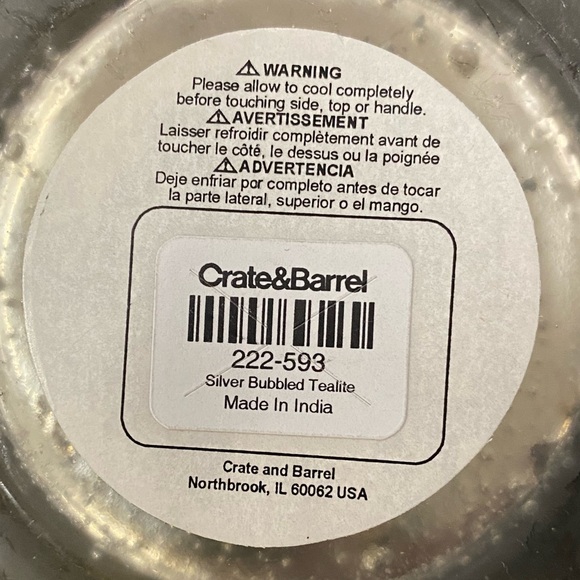 ⚠ WARNING
Please allow to cool completely
before touching side, top or handle.
⚠AVERTISSEMENT
Laisser refroidir complètement avant de
toucher le côté, le dessus ou la poignée
⚠ADVERTENCIA
Deje enfriar por completo antes de tocar
la parte lateral, superior o el mango.
Crate&Barrel
222-593
Silver Bubbled Tealite
Made In India
Crate and Barrel
Northbrook, IL 60062 USA